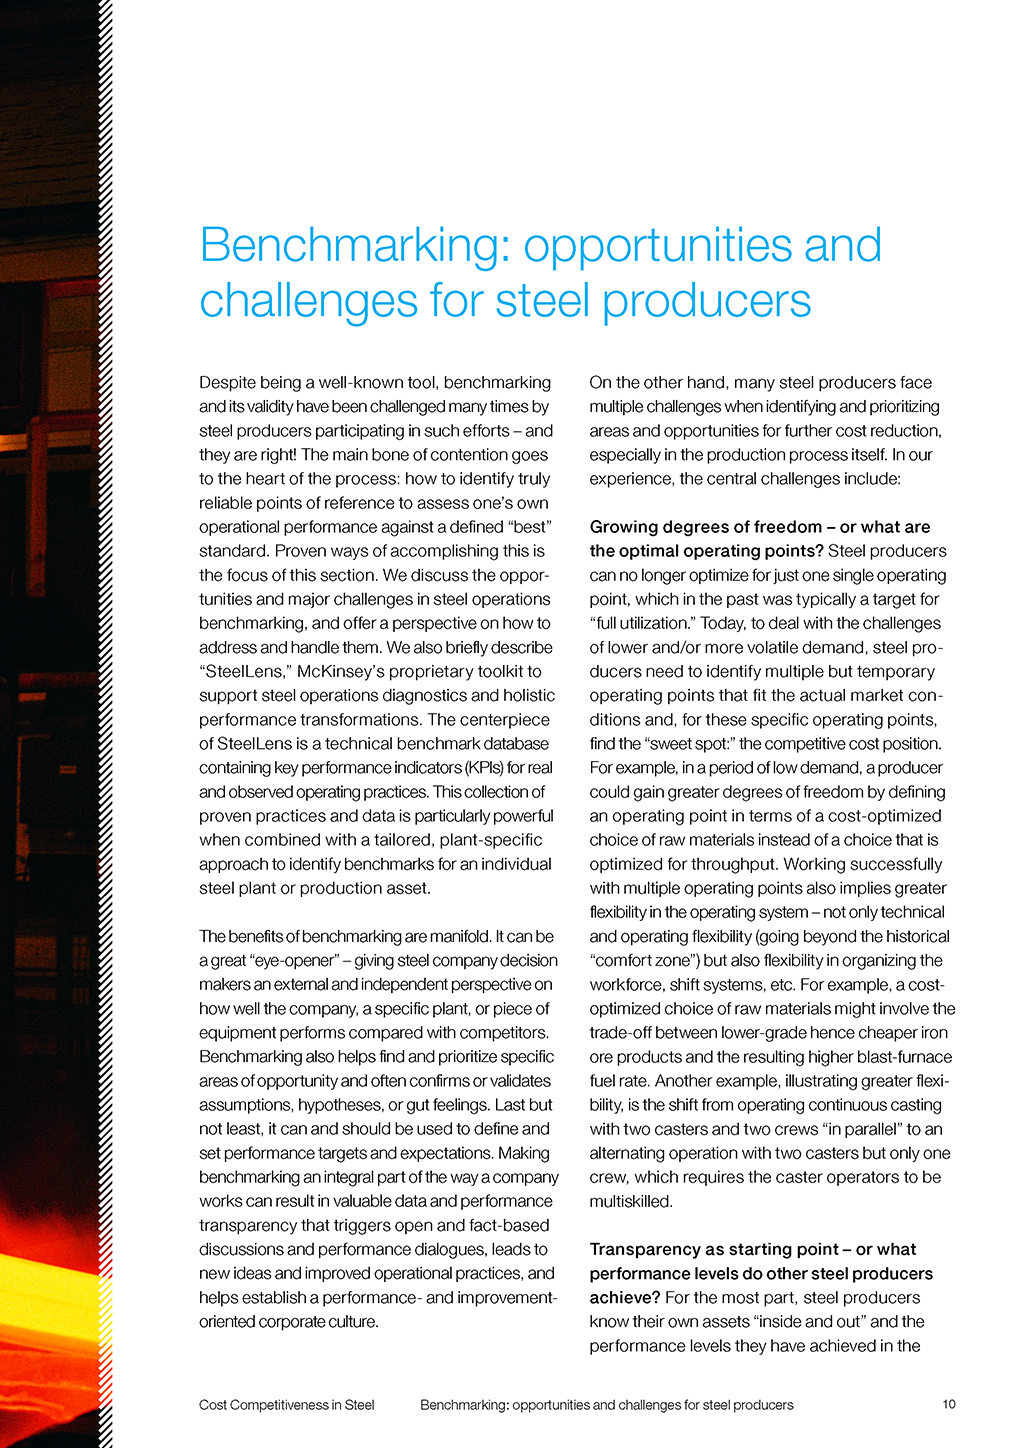 Benchmarking: opportunities and
challenges for steel producers
Despite being a well-known tool, benchmarking
and its validity have been challenged many times by
steel producers participating in such efforts – and
they are right! The main bone of contention goes
to the heart of the process: how to identify truly
reliable points of reference to assess one’s own
operational performance against a defined “best”
standard. Proven ways of accomplishing this is
the focus of this section. We discuss the oppor-
tunities and major challenges in steel operations
benchmarking, and offer a perspective on how to
address and handle them. We also briefly describe
“SteelLens,” McKinsey’s proprietary toolkit to
support steel operations diagnostics and holistic
performance transformations. The centerpiece
of SteelLens is a technical benchmark database
containing key performance indicators (KPIs) for real
and observed operating practices. This collection of
proven practices and data is particularly powerful
when combined with a tailored, plant-specific
approach to identify benchmarks for an individual
steel plant or production asset.
The benefits of benchmarking are manifold. It can be
a great “eye-opener” – giving steel company decision
makers an external and independent perspective on
how well the company, a specific plant, or piece of
equipment performs compared with competitors.
Benchmarking also helps find and prioritize specific
areas of opportunity and often confirms or validates
assumptions, hypotheses, or gut feelings. Last but
not least, it can and should be used to define and
set performance targets and expectations. Making
benchmarking an integral part of the way a company
works can result in valuable data and performance
transparency that triggers open and fact-based
discussions and performance dialogues, leads to
new ideas and improved operational practices, and
helps establish a performance- and improvement-
oriented corporate culture.
On the other hand, many steel producers face
multiple challenges when identifying and prioritizing
areas and opportunities for further cost reduction,
especially in the production process itself. In our
experience, the central challenges include:
Growing degrees of freedom – or what are
the optimal operating points? Steel producers
can no longer optimize for just one single operating
point, which in the past was typically a target for
“full utilization.” Today, to deal with the challenges
of lower and/or more volatile demand, steel pro-
ducers need to identify multiple but temporary
operating points that fit the actual market con-
ditions and, for these specific operating points,
find the “sweet spot:” the competitive cost position.
For example, in a period of low demand, a producer
could gain greater degrees of freedom by defining
an operating point in terms of a cost-optimized
choice of raw materials instead of a choice that is
optimized for throughput. Working successfully
with multiple operating points also implies greater
flexibility in the operating system – not only technical
and operating flexibility (going beyond the historical
“comfort zone”) but also flexibility in organizing the
workforce, shift systems, etc. For example, a cost-
optimized choice of raw materials might involve the
trade-off between lower-grade hence cheaper iron
ore products and the resulting higher blast-furnace
fuel rate. Another example, illustrating greater flexi-
bility, is the shift from operating continuous casting
with two casters and two crews “in parallel” to an
alternating operation with two casters but only one
crew, which requires the caster operators to be
multiskilled.
Transparency as starting point – or what
performance levels do other steel producers
achieve? For the most part, steel producers
know their own assets “inside and out” and the
performance levels they have achieved in the
Cost Competitiveness in Steel Benchmarking: opportunities and challenges for steel producers 10